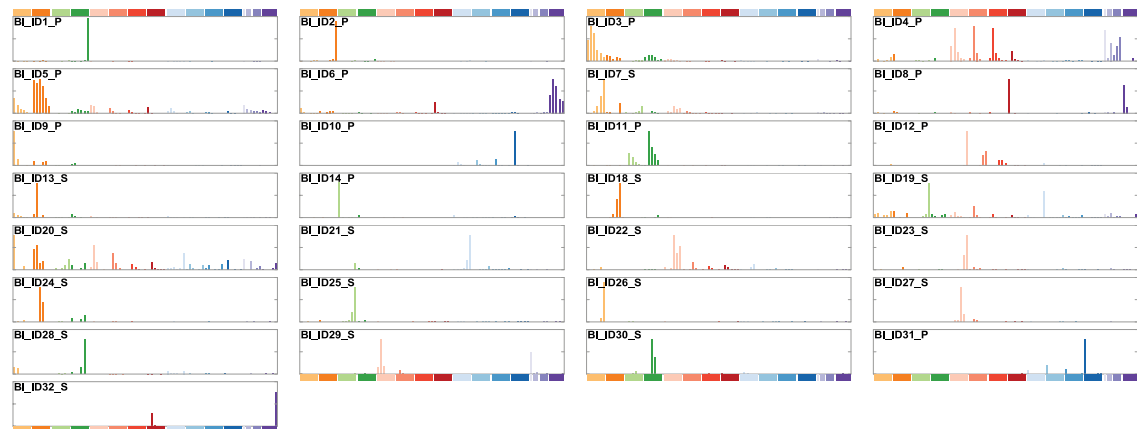 BI_ID1_P
BI_ID2_P
BI_ID3_P
BI_ID4_P
BI_ID5_P
BI_ID6_P
BI_ID7_S
BI_ID8_P
BI_ID9_P
BI_ID10_P
BI_ID11_P
BI_ID12_P
BI_ID13_S
BI_ID14_P
BI_ID18_S
BI_ID19_S
BI_ID20_S
BI_ID21_S
BI_ID22_S
BI_ID23_S
BI_ID24_S
BI_ID25_S
BI_ID26_S
BI_ID27_S
BI_ID28_S
BI_ID29_S
BI_ID30_S
BI_ID31_P
BI_ID32_S